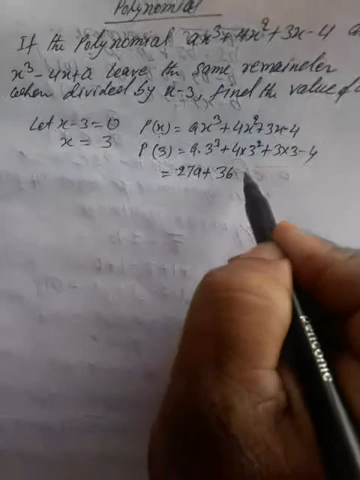 Polynomial
If the Polynomial ax³+4x²+3x-4
x³-4x+a leave the same remainder
when divided by x-3, find the value of
Let x-3=0 P(x) = ax³+4x²+3x-4
x = 3 P(3) = a.3³+4x3²+3x3-4
= 27a+36